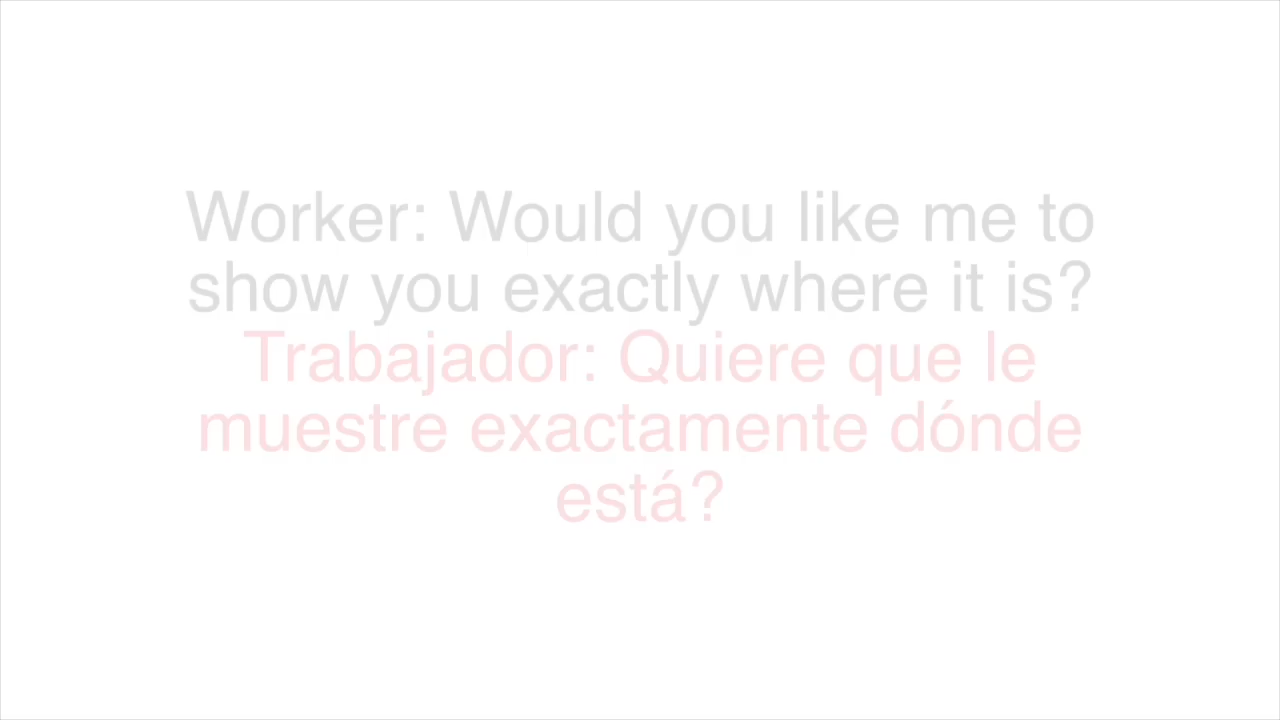 Worker: Would you like me to
show you exactly where it is?
Trabajador: Quiere que le
muestre exactamente dónde
está?